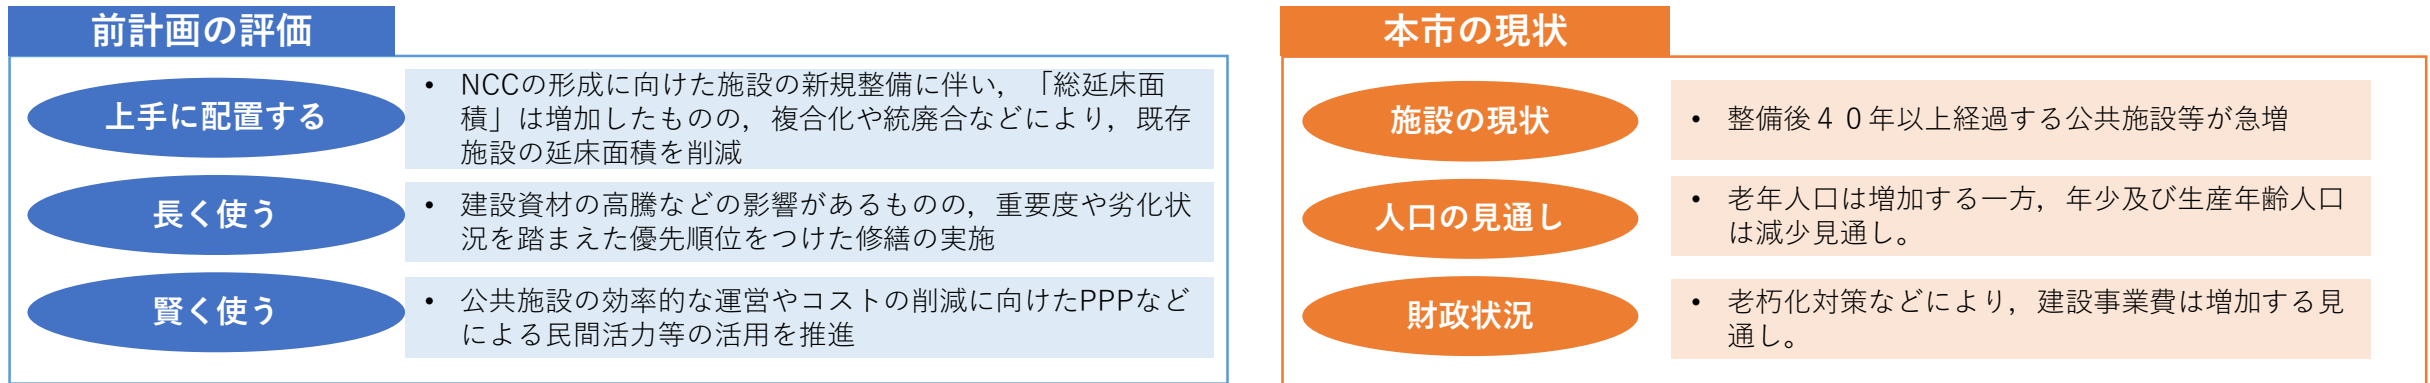 前計画の評価
上手に配置する
• NCCの形成に向けた施設の新規整備に伴い，「総延床面
積」は増加したものの，複合化や統廃合などにより，既存
施設の延床面積を削減
長く使う
• 建設資材の高騰などの影響があるものの，重要度や劣化状
況を踏まえた優先順位をつけた修繕の実施
賢く使う
• 公共施設の効率的な運営やコストの削減に向けたPPPなど
による民間活力等の活用を推進
本市の現状
施設の現状
• 整備後４０年以上経過する公共施設等が急増
人口の見通し
• 老年人口は増加する一方，年少及び生産年齢人口
は減少見通し。
財政状況
• 老朽化対策などにより，建設事業費は増加する見
通し。